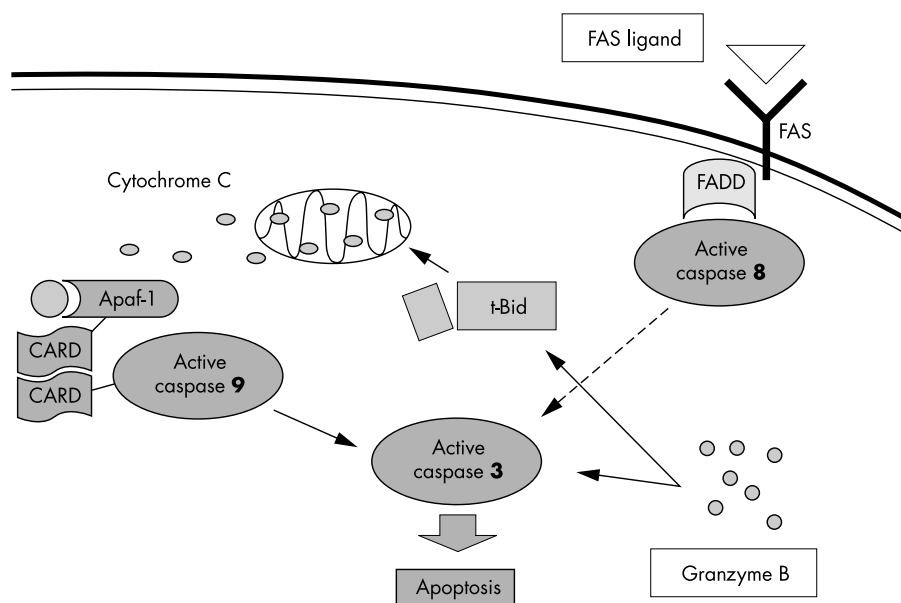 FAS ligand
FAS
Cytochrome C
FADD
Active
caspase 8
Apaf-1
t-Bid
CARD
Active
caspase 9
CARD
Active
caspase 3
Granzyme B
Apoptosis